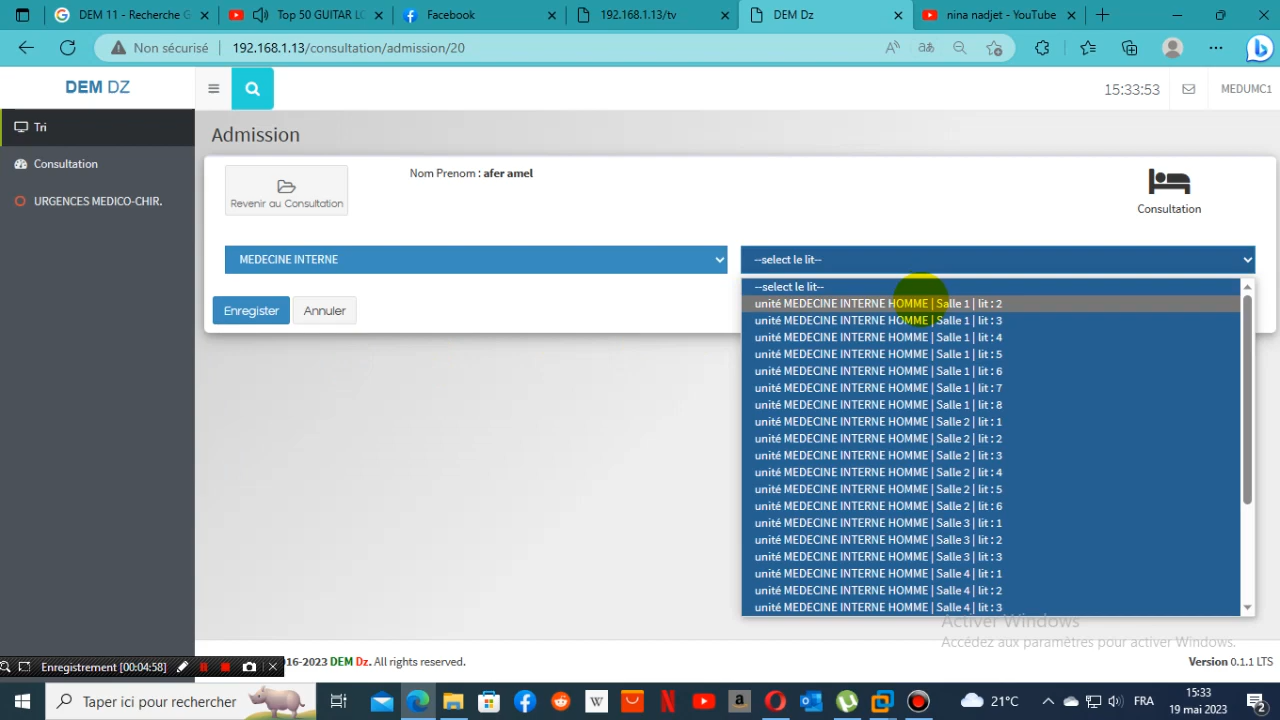 DEM 11 - Recherche G
Top 50 GUITAR LO
Facebook
192.168.1.13/tv
DEM Dz
nina nadjet - YouTube
Non sécurisé
192.168.1.13/consultation/admission/20
DEM DZ
15:33:53
MEDUMC1
Tri
Consultation
URGENCES MEDICO-CHIR.
Admission
Revenir au Consultation
Nom Prenom : afer amel
Consultation
MEDECINE INTERNE
--select le lit--
Enregister
Annuler
--select le lit--
unité MEDECINE INTERNE HOMME | Salle 1 | lit : 2
unité MEDECINE INTERNE HOMME | Salle 1 | lit : 3
unité MEDECINE INTERNE HOMME | Salle 1 | lit : 4
unité MEDECINE INTERNE HOMME | Salle 1 | lit : 5
unité MEDECINE INTERNE HOMME | Salle 1 | lit : 6
unité MEDECINE INTERNE HOMME | Salle 1 | lit : 7
unité MEDECINE INTERNE HOMME | Salle 1 | lit : 8
unité MEDECINE INTERNE HOMME | Salle 2 | lit : 1
unité MEDECINE INTERNE HOMME | Salle 2 | lit : 2
unité MEDECINE INTERNE HOMME | Salle 2 | lit : 3
unité MEDECINE INTERNE HOMME | Salle 2 | lit : 4
unité MEDECINE INTERNE HOMME | Salle 2 | lit : 5
unité MEDECINE INTERNE HOMME | Salle 2 | lit : 6
unité MEDECINE INTERNE HOMME | Salle 3 | lit : 1
unité MEDECINE INTERNE HOMME | Salle 3 | lit : 2
unité MEDECINE INTERNE HOMME | Salle 3 | lit : 3
unité MEDECINE INTERNE HOMME | Salle 4 | lit : 1
unité MEDECINE INTERNE HOMME | Salle 4 | lit : 2
unité MEDECINE INTERNE HOMME | Salle 4 | lit : 3
Activer Windows
Accédez aux paramètres pour activer Windows.
Enregistrement [00:04:58]
16-2023 DEM Dz. All rights reserved.
Version 0.1.1 LTS
Taper ici pour rechercher
21°C
FRA
15:33
19 mai 2023
2